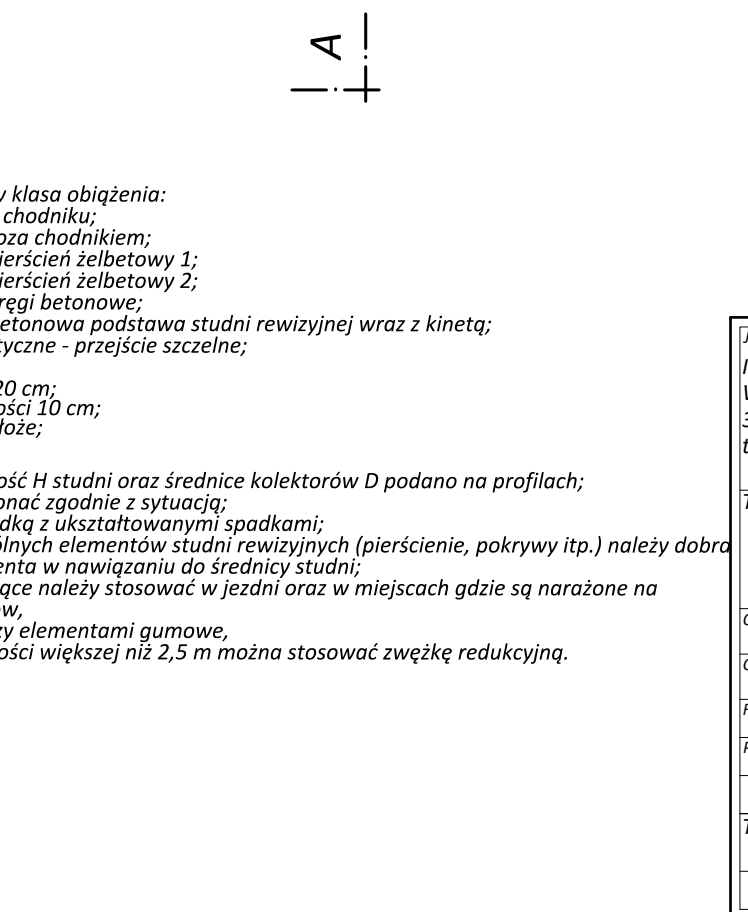 A
y klasa obiążenia:
chodniku;
oza chodnikiem;
ierścień żelbetowy 1;
ierścień żelbetowy 2;
ręgi betonowe;
etonowa podstawa studni rewizyjnej wraz z kinetą;
tyczne - przejście szczelne;
20 cm;
ości 10 cm;
łoże;
ość H studni oraz średnice kolektorów D podano na profilach;
onać zgodnie z sytuacją;
dką z ukształtowanymi spadkami;
ólnych elementów studni rewizyjnych (pierścienie, pokrywy itp.) należy dobra
enta w nawiązaniu do średnicy studni;
ące należy stosować w jezdni oraz w miejscach gdzie są narażone na
ów,
zy elementami gumowe,
ości większej niż 2,5 m można stosować zwężkę redukcyjną.